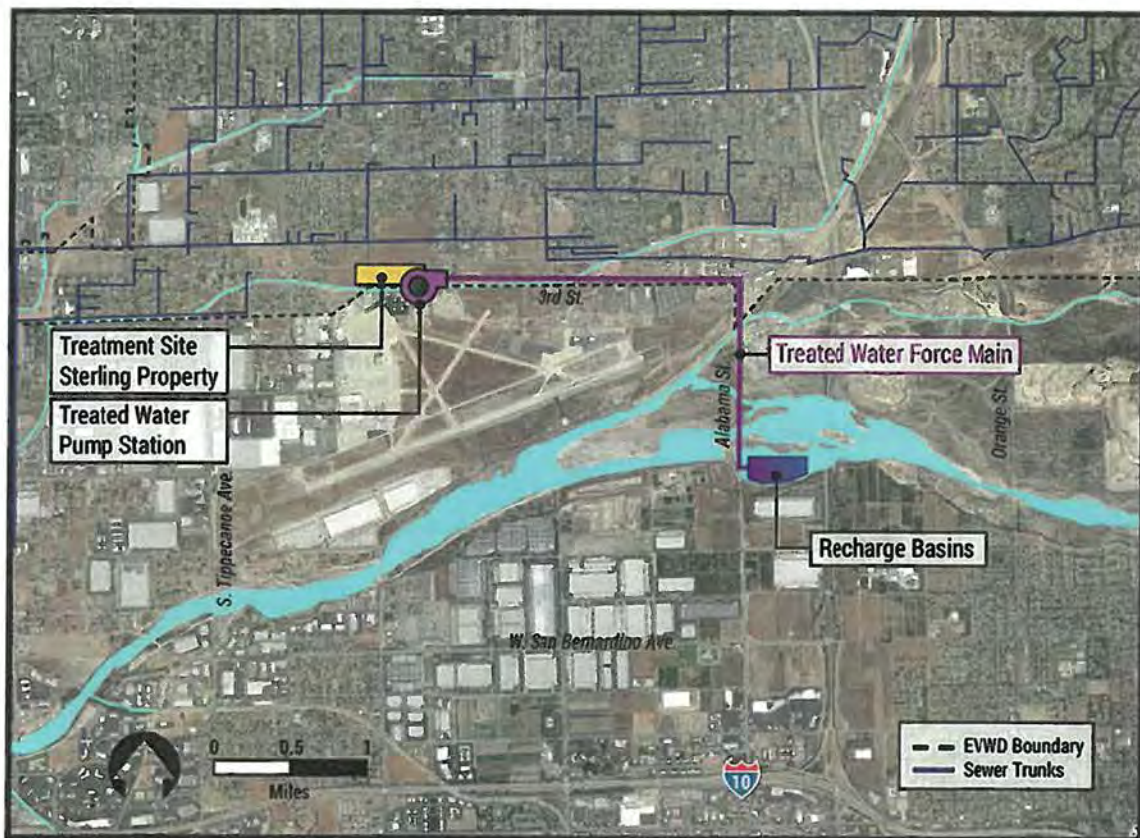 3rd St.
Treatment Site
Sterling Property
Treated Water
Pump Station
Treated Water Force Main
Alabama St.
Orange St.
S. Tippecanoe Ave.
Recharge Basins
W. San Bernardino Ave.
0 0.5 1
Miles
10
EVWD Boundary
Sewer Trunks